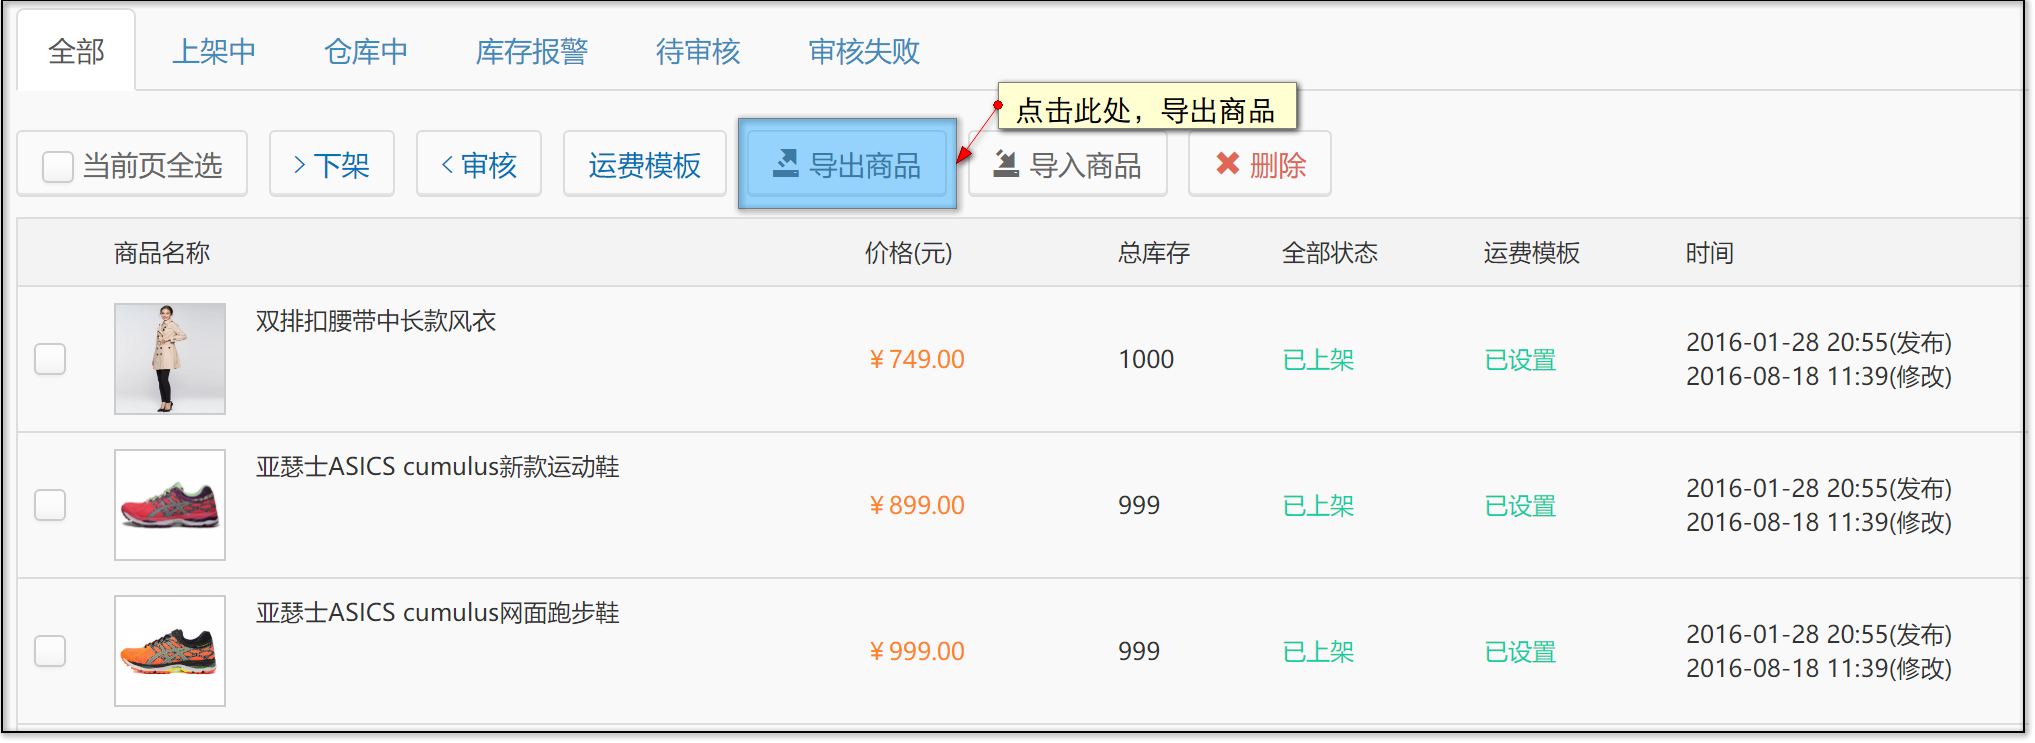 全部 上架中 仓库中 库存报警 待审核 审核失败
点击此处，导出商品
当前页全选 > 下架 < 审核 运费模板 导出商品 导入商品 删除
商品名称 价格(元) 总库存 全部状态 运费模板 时间
双排扣腰带中长款风衣
¥749.00 1000 已上架 已设置 2016-01-28 20:55(发布)
2016-08-18 11:39(修改)
亚瑟士ASICS cumulus新款运动鞋
¥899.00 999 已上架 已设置 2016-01-28 20:55(发布)
2016-08-18 11:39(修改)
亚瑟士ASICS cumulus网面跑步鞋
¥999.00 999 已上架 已设置 2016-01-28 20:55(发布)
2016-08-18 11:39(修改)